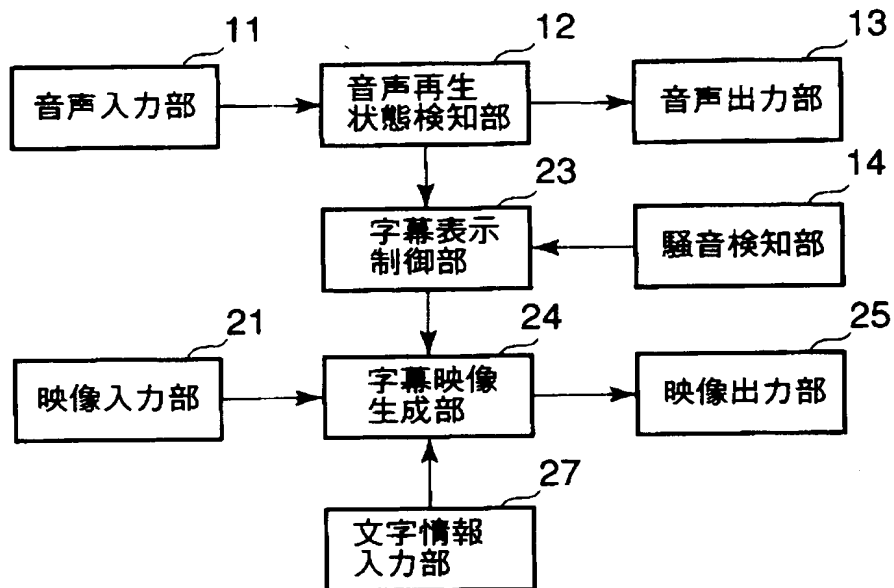 11
12
13
音声入力部
音声再生
状態検知部
音声出力部
23
14
字幕表示
制御部
騒音検知部
21
24
25
映像入力部
字幕映像
生成部
映像出力部
27
文字情報
入力部